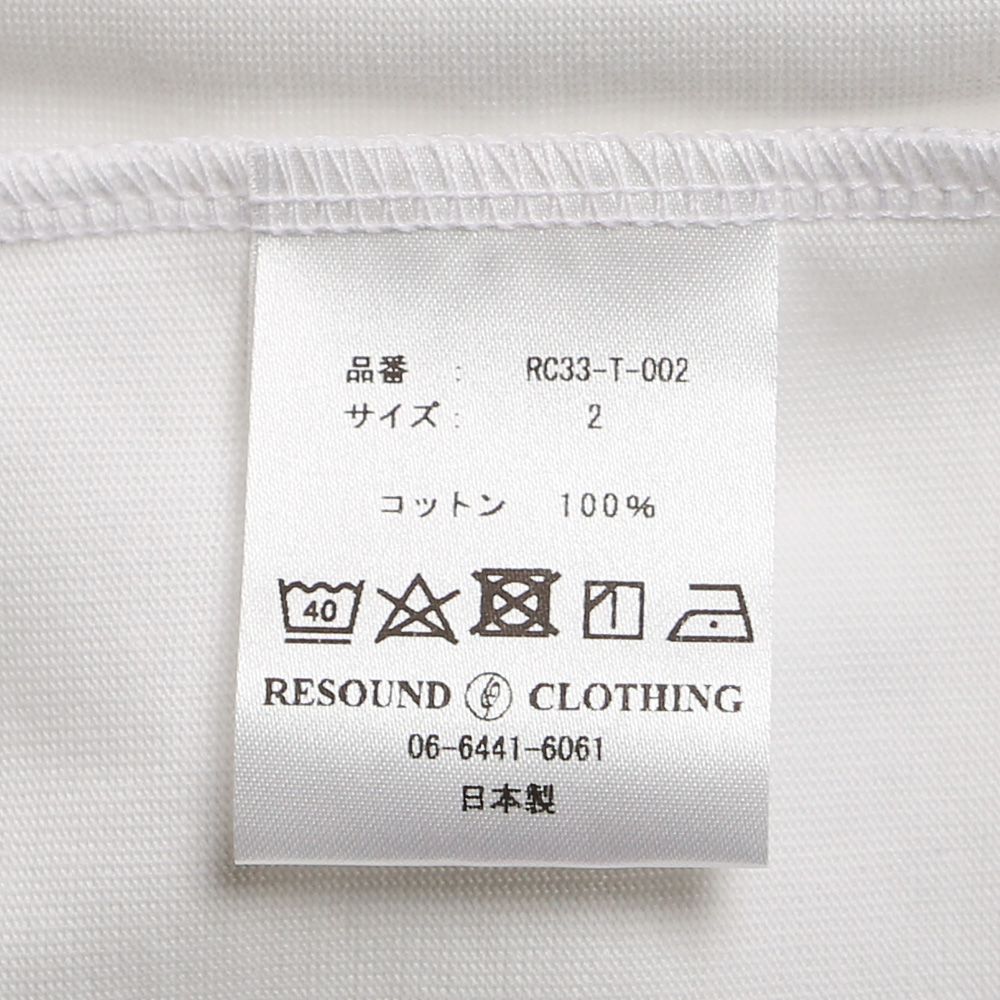 品番 : RC33-T-002
サイズ : 2
コットン 100%
40
RESOUND CLOTHING
06-6441-6061
日本製